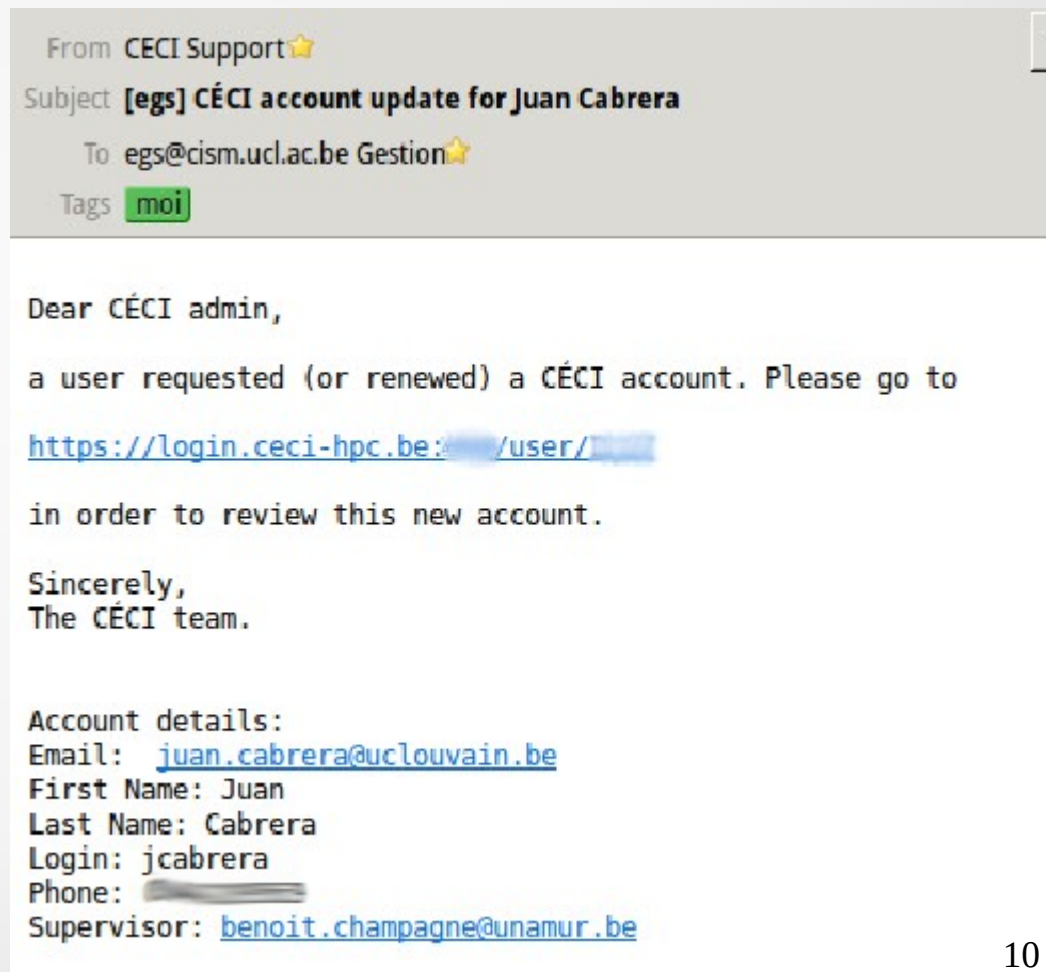 From CECI Support
Subject [egs] CÉCI account update for Juan Cabrera
To egs@cism.ucl.ac.be Gestion
Tags moi
Dear CÉCI admin,
a user requested (or renewed) a CÉCI account. Please go to
https://login.ceci-hpc.be: /user/
in order to review this new account.
Sincerely,
The CÉCI team.
Account details:
Email: juan.cabrera@uclouvain.be
First Name: Juan
Last Name: Cabrera
Login: jcabrera
Phone:
Supervisor: benoit.champagne@unamur.be
10